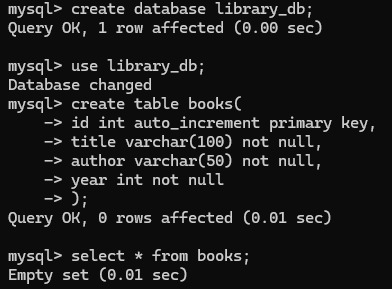 mysql> create database library_db;
Query OK, 1 row affected (0.00 sec)

mysql> use library_db;
Database changed
mysql> create table books(
    -> id int auto_increment primary key,
    -> title varchar(100) not null,
    -> author varchar(50) not null,
    -> year int not null
    -> );
Query OK, 0 rows affected (0.01 sec)

mysql> select * from books;
Empty set (0.01 sec)